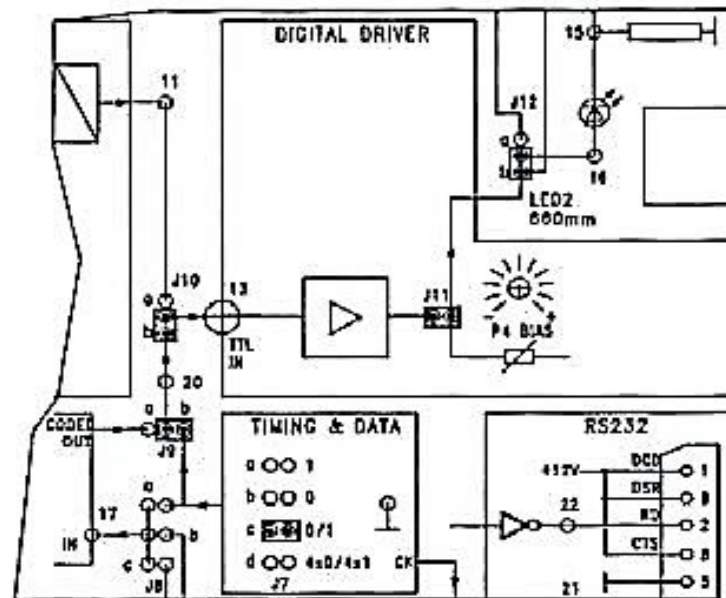 DIGITAL DRIVER
15
11
J12
a
b
16
LED2
660mm
J10
13
a
b
J11
TTL
IN
P4 BIAS
20
a b
CODED
OUT
J9
TIMING & DATA
RS232
a 1
b 0
c 0/1
d 4x0/4x1
J7
CK
a
17
IN
b
c
J8
±12V
DCD 1
DSR
22
RD 2
CTS
21
5